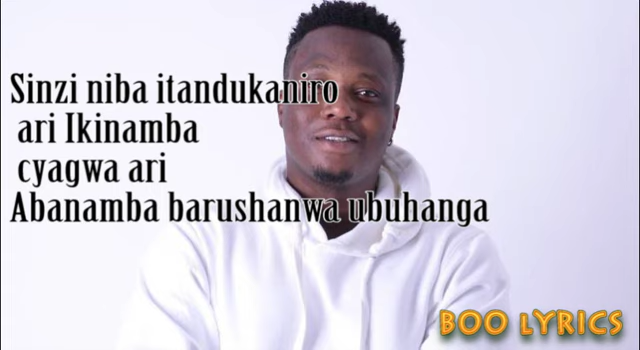 Sinzi niba itandukaniro
ari Ikinamba
cyagwa ari
Abanamba barushanwa ubuhanga
BOO LYRICS